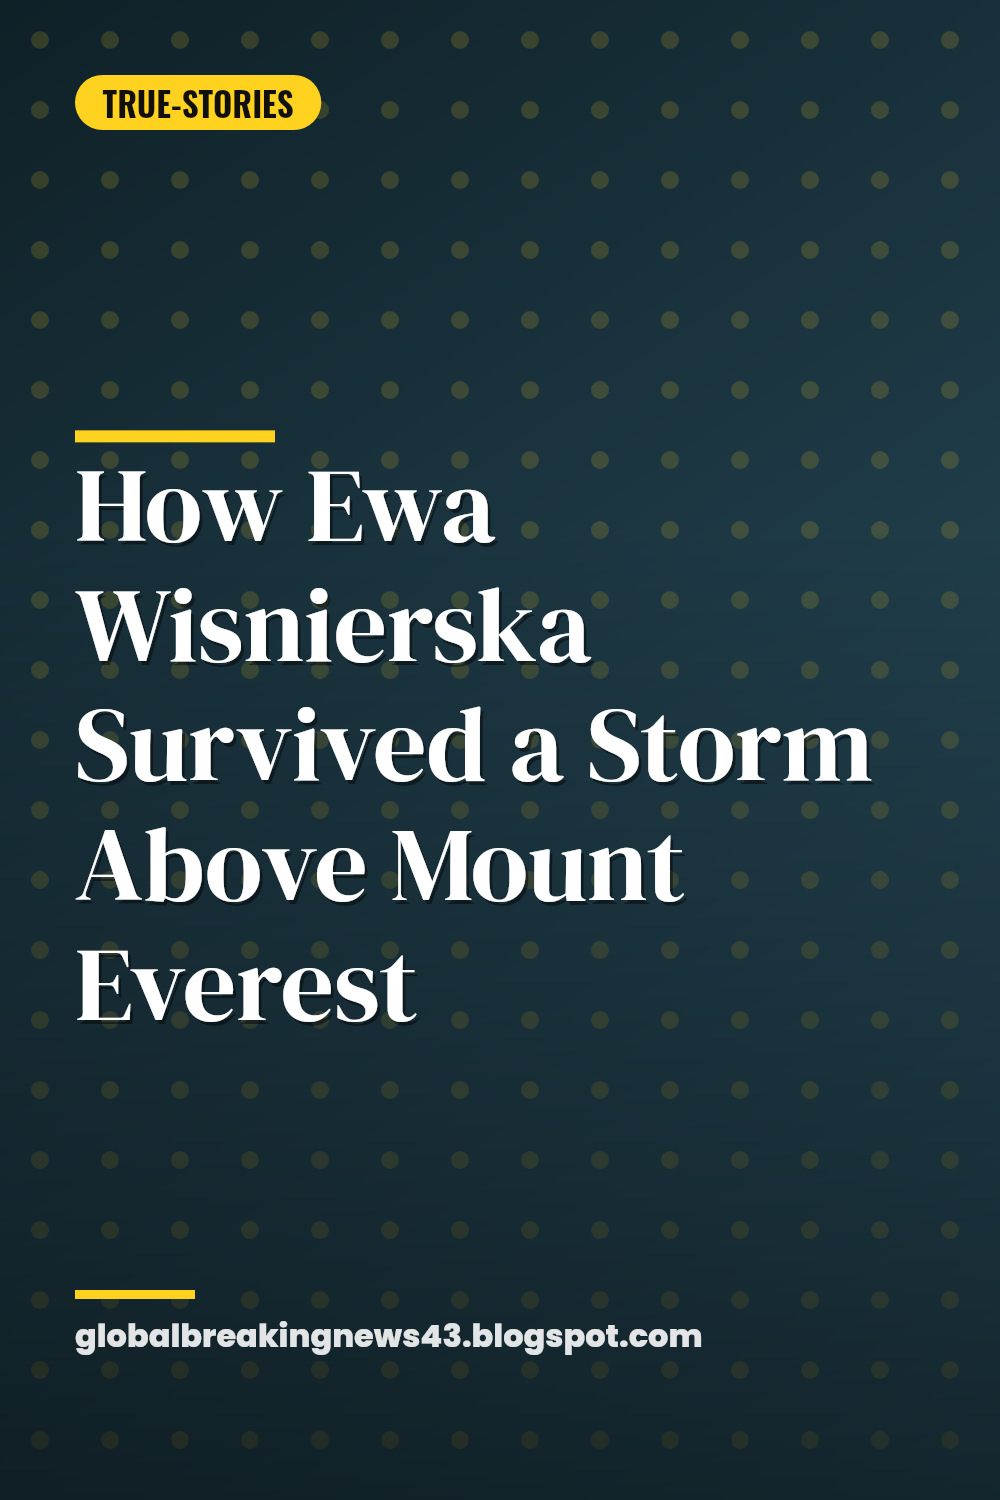 TRUE-STORIES
How Ewa
Wisnierska
Survived a Storm
Above Mount
Everest
globalbreakingnews43.blogspot.com